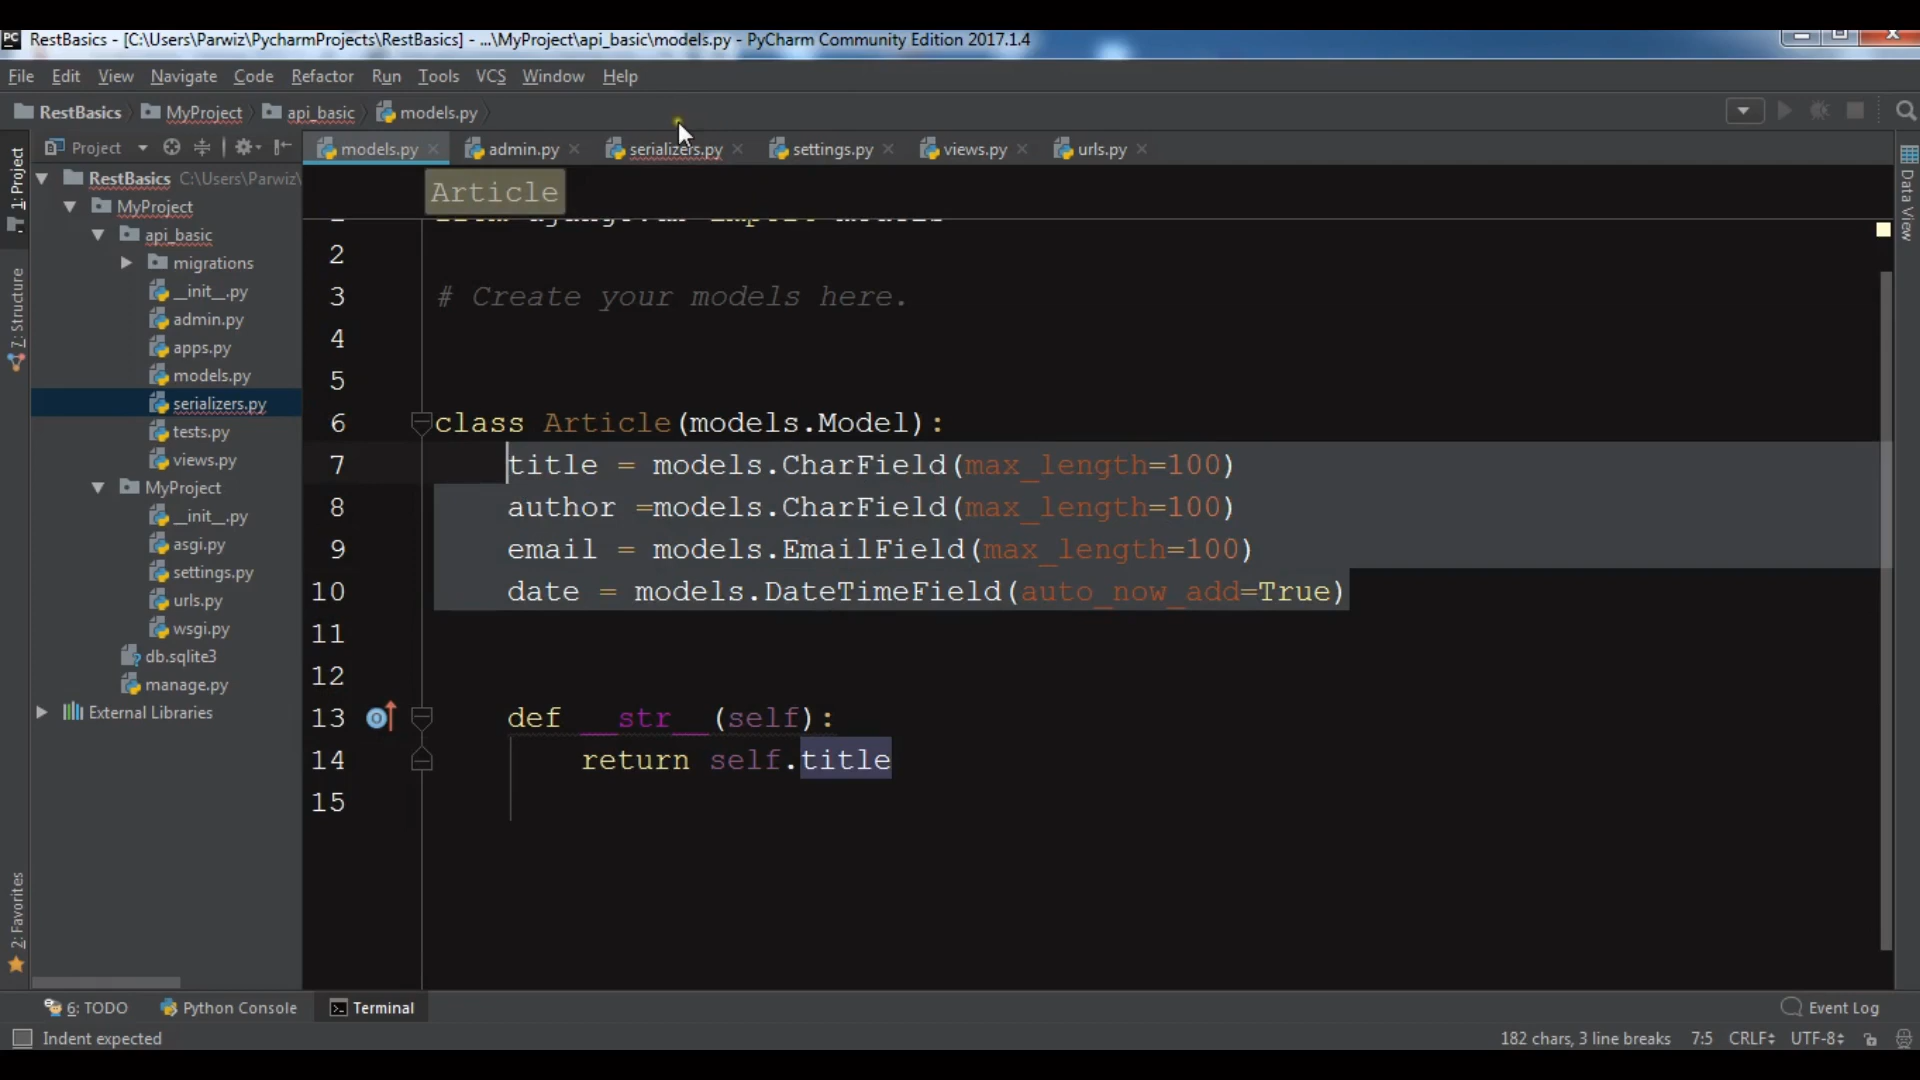 PC RestBasics - [C:\Users\Parwiz\PycharmProjects\RestBasics] - ...\MyProject\api_basic\models.py - PyCharm Community Edition 2017.1.4
File Edit View Navigate Code Refactor Run Tools VCS Window Help
RestBasics MyProject api_basic models.py
Project
models.py admin.py serializers.py settings.py views.py urls.py
1: Project
7: Structure
2: Favorites
Data View
RestBasics C:\Users\Parwiz\
MyProject
api_basic
migrations
__init__.py
admin.py
apps.py
models.py
serializers.py
tests.py
views.py
MyProject
__init__.py
asgi.py
settings.py
urls.py
wsgi.py
db.sqlite3
manage.py
External Libraries
Article
2
3 # Create your models here.
4
5
6 class Article(models.Model):
7 title = models.CharField(max_length=100)
8 author =models.CharField(max_length=100)
9 email = models.EmailField(max_length=100)
10 date = models.DateTimeField(auto_now_add=True)
11
12
13 def __str__(self):
14 return self.title
15
6: TODO Python Console Terminal Event Log
Indent expected 182 chars, 3 line breaks 7:5 CRLF UTF-8